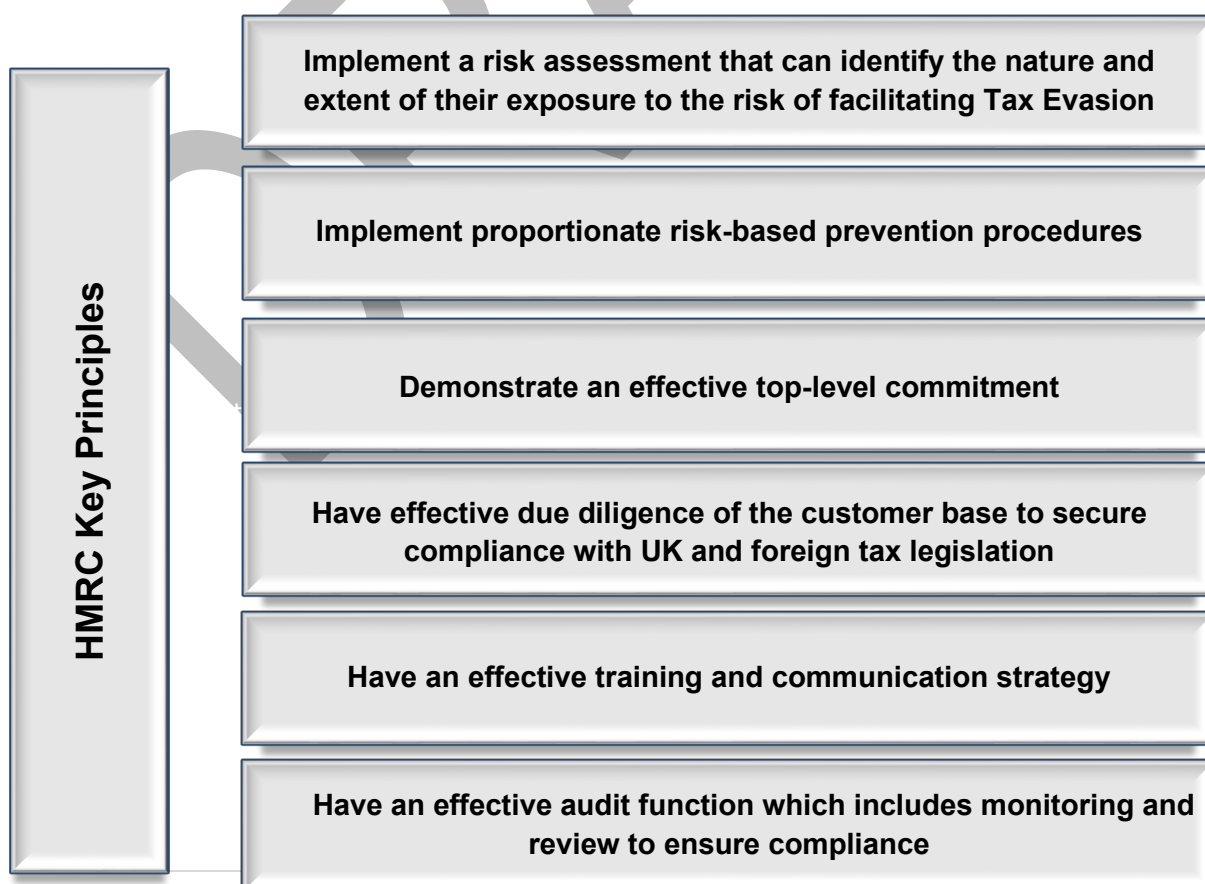 HMRC Key Principles
Implement a risk assessment that can identify the nature and
extent of their exposure to the risk of facilitating Tax Evasion
Implement proportionate risk-based prevention procedures
Demonstrate an effective top-level commitment
Have effective due diligence of the customer base to secure
compliance with UK and foreign tax legislation
Have an effective training and communication strategy
Have an effective audit function which includes monitoring and
review to ensure compliance